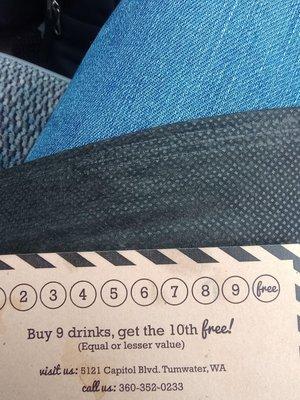 2 3 4 5 6 7 8 9 free
Buy 9 drinks, get the 10th free!
(Equal or lesser value)
visit us: 5121 Capitol Blvd. Tumwater, WA
call us: 360-352-0233